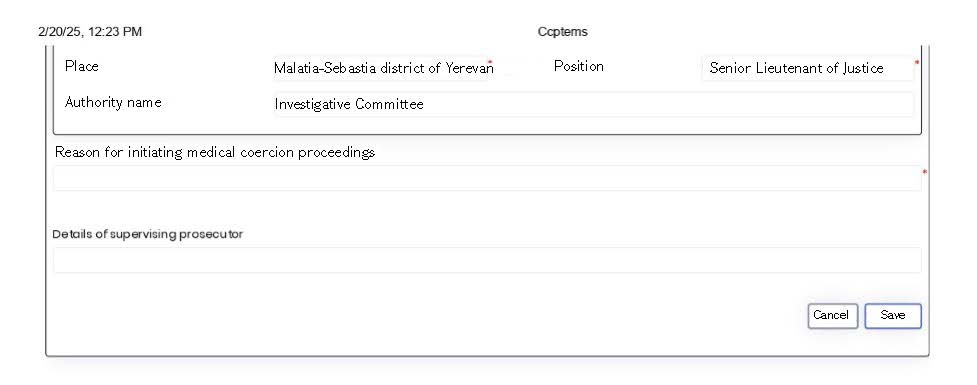 2/20/25, 12:23 PM Ccptems
Place Malatia-Sebastia district of Yerevan* Position Senior Lieutenant of Justice *
Authority name Investigative Committee
Reason for initiating medical coercion proceedings
*
Details of supervising prosecutor
Cancel Save